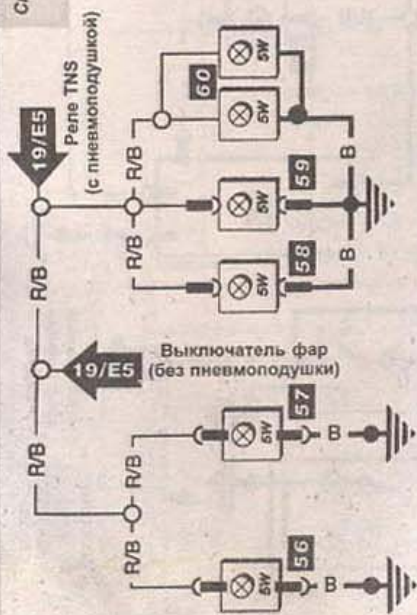 5W
60
5W
19/E5
Реле TNS
(с пневмоподушкой)
R/B
R/B
R/B
B
59
5W
58
5W
B
R/B
19/E5
Выключатель фар
(без пневмоподушки)
R/B
R/B
R/B
57
5W
B
56
5W
B